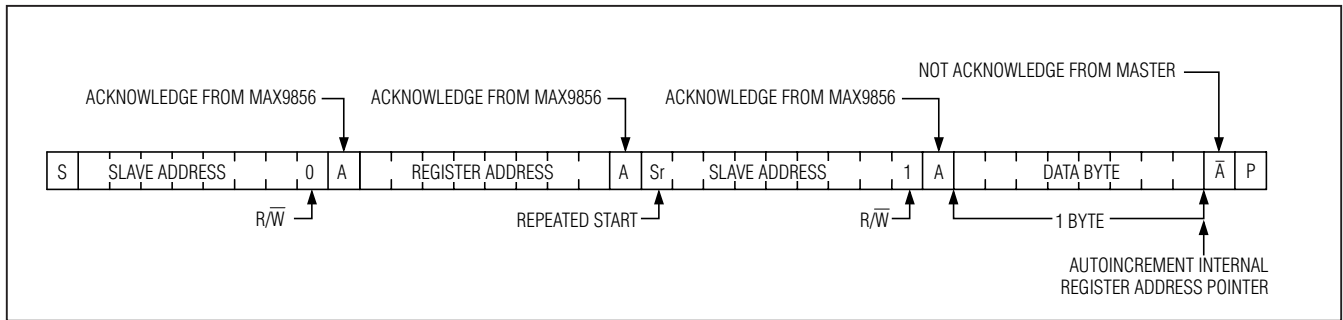 NOT ACKNOWLEDGE FROM MASTER
ACKNOWLEDGE FROM MAX9856 ACKNOWLEDGE FROM MAX9856 ACKNOWLEDGE FROM MAX9856
S SLAVE ADDRESS 0 A REGISTER ADDRESS A Sr SLAVE ADDRESS 1 A DATA BYTE A̅ P
R/W̅ REPEATED START R/W̅ 1 BYTE
AUTOINCREMENT INTERNAL
REGISTER ADDRESS POINTER